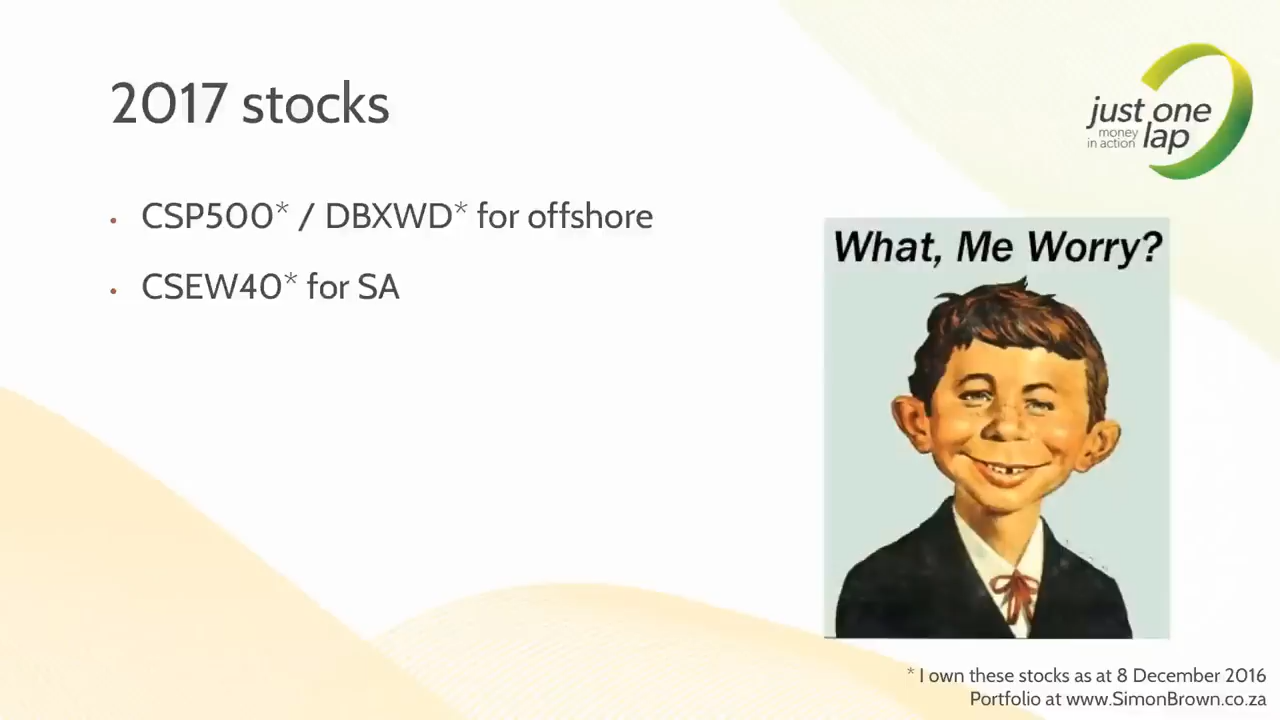 2017 stocks
just one
money
in action lap
• CSP500* / DBXWD* for offshore
• CSEW40* for SA
What, Me Worry?
* I own these stocks as at 8 December 2016
Portfolio at www.SimonBrown.co.za